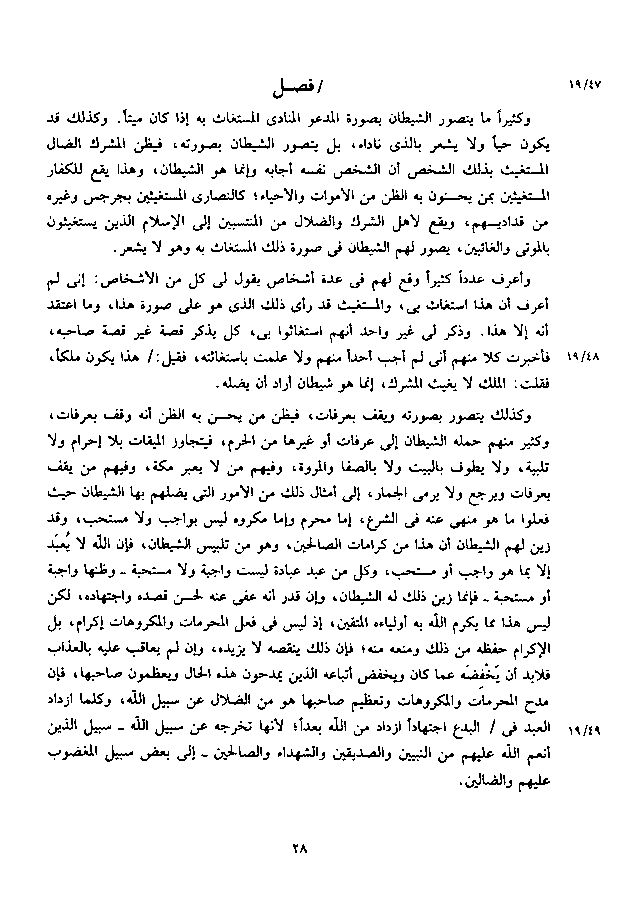 ١٩/٤٧
/ فصـل
وكثيراً ما يتصور الشيطان بصورة المدعو المنادى المستغاث به إذا كان ميتاً. وكذلك قد
يكون حياً ولا يشعر بالذى ناداه، بل يتصور الشيطان بصورته، فيظن المشرك الضال
المستغيث بذلك الشخص أن الشخص نفسه أجابه وإنما هو الشيطان، وهذا يقع للكفار
المستغيثين بمن يحسنون به الظن من الأموات والأحياء؛ كالنصارى المستغيثين بجرجس وغيره
من قداديسهم، ويقع لأهل الشرك والضلال من المنتسبين إلى الإسلام الذين يستغيثون
بالموتى والغائبين، يصور لهم الشيطان فى صورة ذلك المستغاث به وهو لا يشعر.
وأعرف عدداً كثيراً وقع لهم فى عدة أشخاص يقول لى كل من الأشخاص: إنى لم
أعرف أن هذا استغاث بى، والمستغيث قد رأى ذلك الذى هو على صورة هذا، وما اعتقد
أنه إلا هذا. وذكر لى غير واحد أنهم استغاثوا بى، كل يذكر قصة غير قصة صاحبه،
١٩/٤٨ فأخبرت كلا منهم أنى لم أجب أحداً منهم ولا علمت باستغاثته، فقيل: / هذا يكون ملكاً،
فقلت: الملك لا يغيث المشرك، إنما هو شيطان أراد أن يضله.
وكذلك يتصور بصورته ويقف بعرفات، فيظن من يحسن به الظن أنه وقف بعرفات،
وكثير منهم حمله الشيطان إلى عرفات أو غيرها من الحرم، فيتجاوز الميقات بلا إحرام ولا
تلبية، ولا يطوف بالبيت ولا بالصفا والمروة، وفيهم من لا يعبر مكة، وفيهم من يقف
بعرفات ويرجع ولا يرمى الجمار، إلى أمثال ذلك من الأمور التى يضلهم بها الشيطان حيث
فعلوا ما هو منهى عنه فى الشرع، إما محرم وإما مكروه ليس بواجب ولا مستحب، وقد
زين لهم الشيطان أن هذا من كرامات الصالحين، وهو من تلبيس الشيطان، فإن الله لا يُعبَد
إلا بما هو واجب أو مستحب، وكل من عبد عبادة ليست واجبة ولا مستحبة ـ وظنها واجبة
أو مستحبة ـ فإنما زين ذلك له الشيطان، وإن قدر أنه عفى عنه لحسن قصده واجتهاده، لكن
ليس هذا مما يكرم الله به أولياءه المتقين، إذ ليس فى فعل المحرمات والمكروهات إكرام، بل
الإكرام حفظه من ذلك ومنعه منه؛ فإن ذلك ينقصه لا يزيده، وإن لم يعاقب عليه بالعذاب
فلابد أن يَخْفِضَه عما كان ويخفض أتباعه الذين يمدحون هذه الحال ويعظمون صاحبها، فإن
مدح المحرمات والمكروهات وتعظيم صاحبها هو من الضلال عن سبيل الله، وكلما ازداد
١٩/٤٩ العبد فى / البدع اجتهاداً ازداد من الله بعداً؛ لأنها تخرجه عن سبيل الله ـ سبيل الذين
أنعم الله عليهم من النبيين والصديقين والشهداء والصالحين ـ إلى بعض سبيل المغضوب
عليهم والضالين.
٢٨